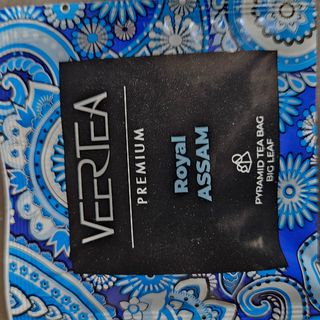 VEERTEA
PREMIUM
Royal
ASSAM
PYRAMID TEA BAG
BIG LEAF